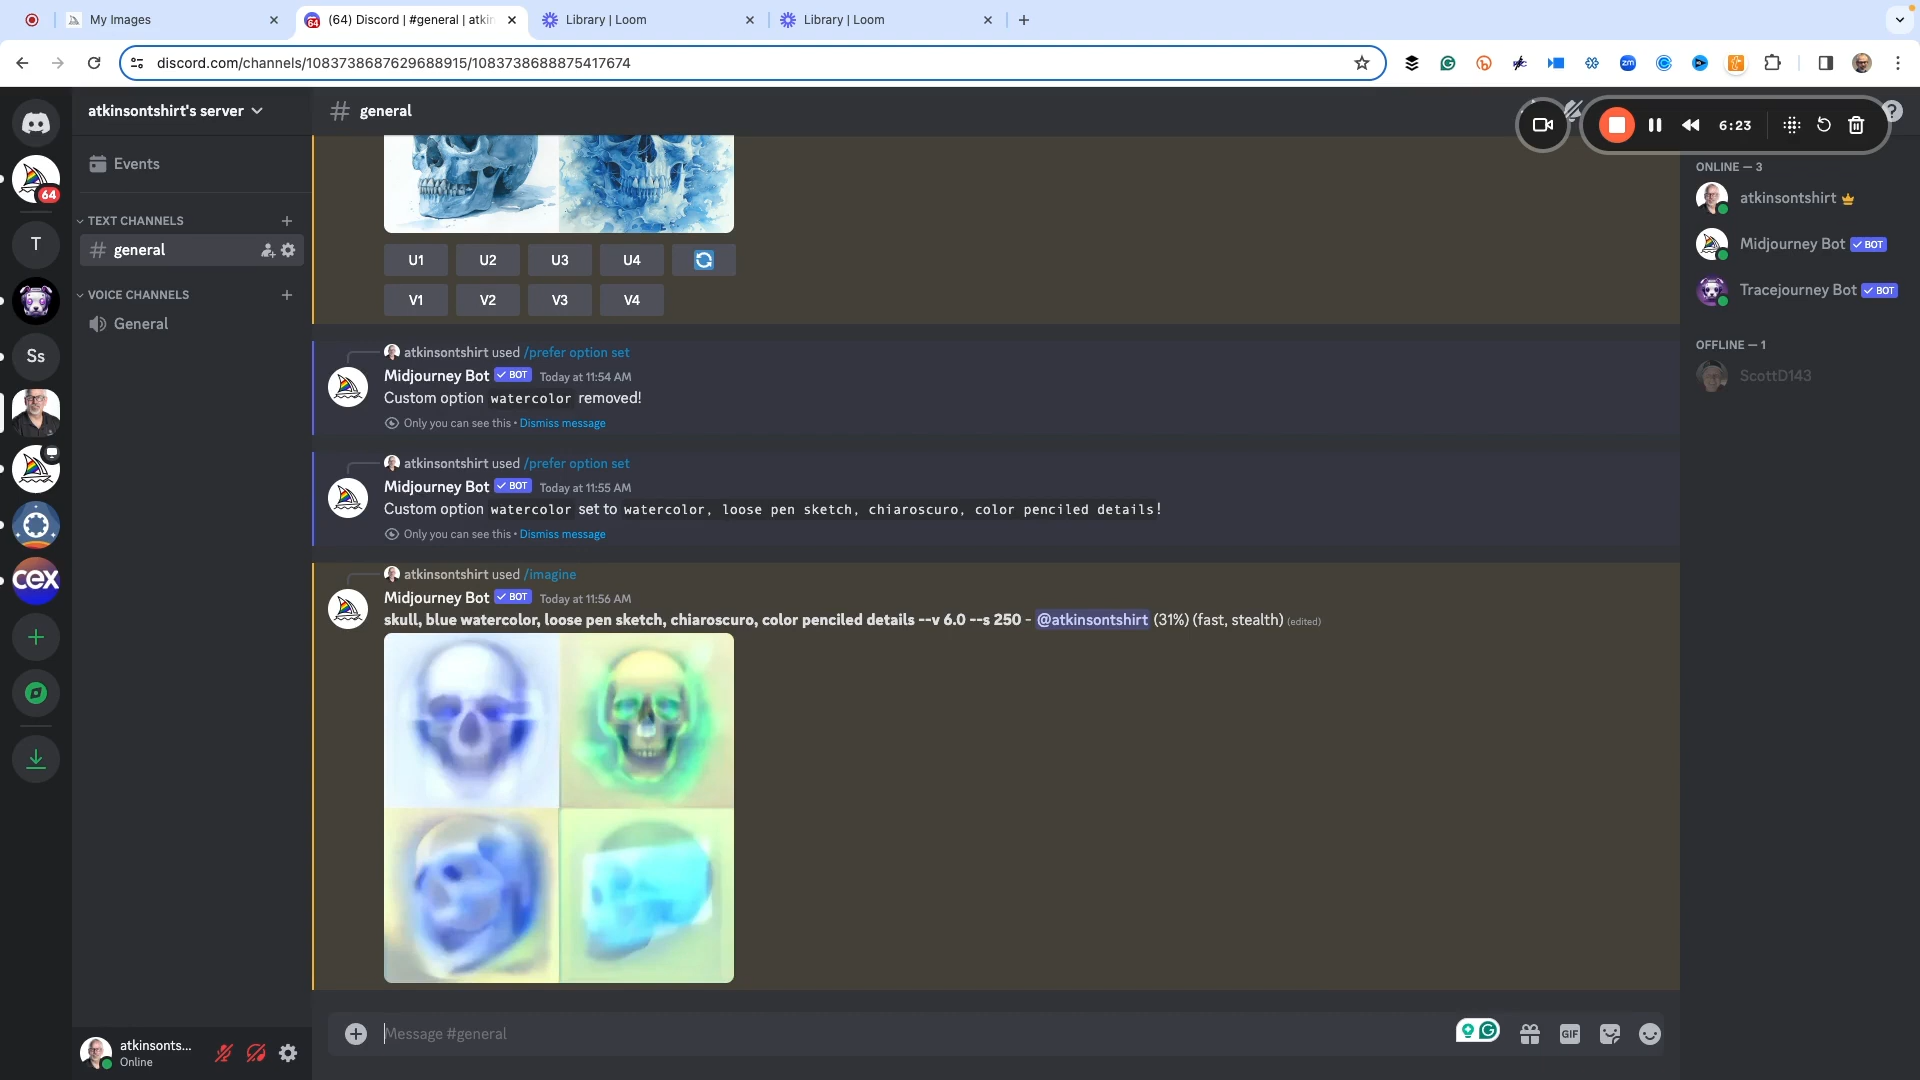 My Images
(64) Discord | #general | atkin
Library | Loom
Library | Loom
discord.com/channels/1083738687629688915/1083738688875417674
64
T
Ss
cex
atkinsontshirt's server
Events
TEXT CHANNELS
general
VOICE CHANNELS
General
atkinsonts...
Online
general
6:23
U1 U2 U3 U4
V1 V2 V3 V4
atkinsontshirt used /prefer option set
Midjourney Bot BOT Today at 11:54 AM
Custom option watercolor removed!
Only you can see this • Dismiss message
atkinsontshirt used /prefer option set
Midjourney Bot BOT Today at 11:55 AM
Custom option watercolor set to watercolor, loose pen sketch, chiaroscuro, color penciled details!
Only you can see this • Dismiss message
atkinsontshirt used /imagine
Midjourney Bot BOT Today at 11:56 AM
skull, blue watercolor, loose pen sketch, chiaroscuro, color penciled details --v 6.0 --s 250 - @atkinsontshirt (31%) (fast, stealth) (edited)
Message #general
GIF
ONLINE — 3
atkinsontshirt
Midjourney Bot BOT
Tracejourney Bot BOT
OFFLINE — 1
ScottD143